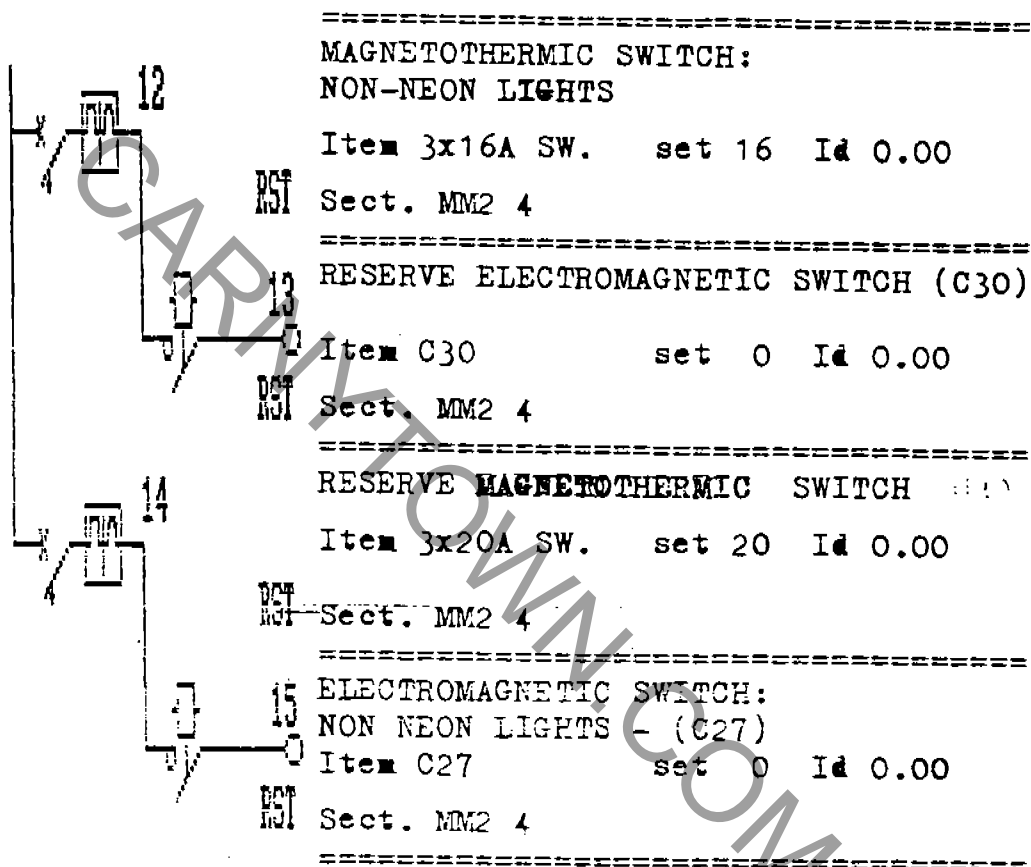 ============================
MAGNETOTHERMIC SWITCH:
12
NON-NEON LIGHTS
Item 3x16A SW. set 16 Id 0.00
RST Sect. MM2 4
============================
RESERVE ELECTROMAGNETIC SWITCH (C30)
13
Item C30 set 0 Id 0.00
RST Sect. MM2 4
============================
RESERVE MAGNETOTHERMIC SWITCH
14
Item 3x20A SW. set 20 Id 0.00
RST Sect. MM2 4
============================
15 ELECTROMAGNETIC SWITCH:
NON NEON LIGHTS - (C27)
Item C27 set 0 Id 0.00
RST Sect. MM2 4
============================
CARNYTOWN.COM